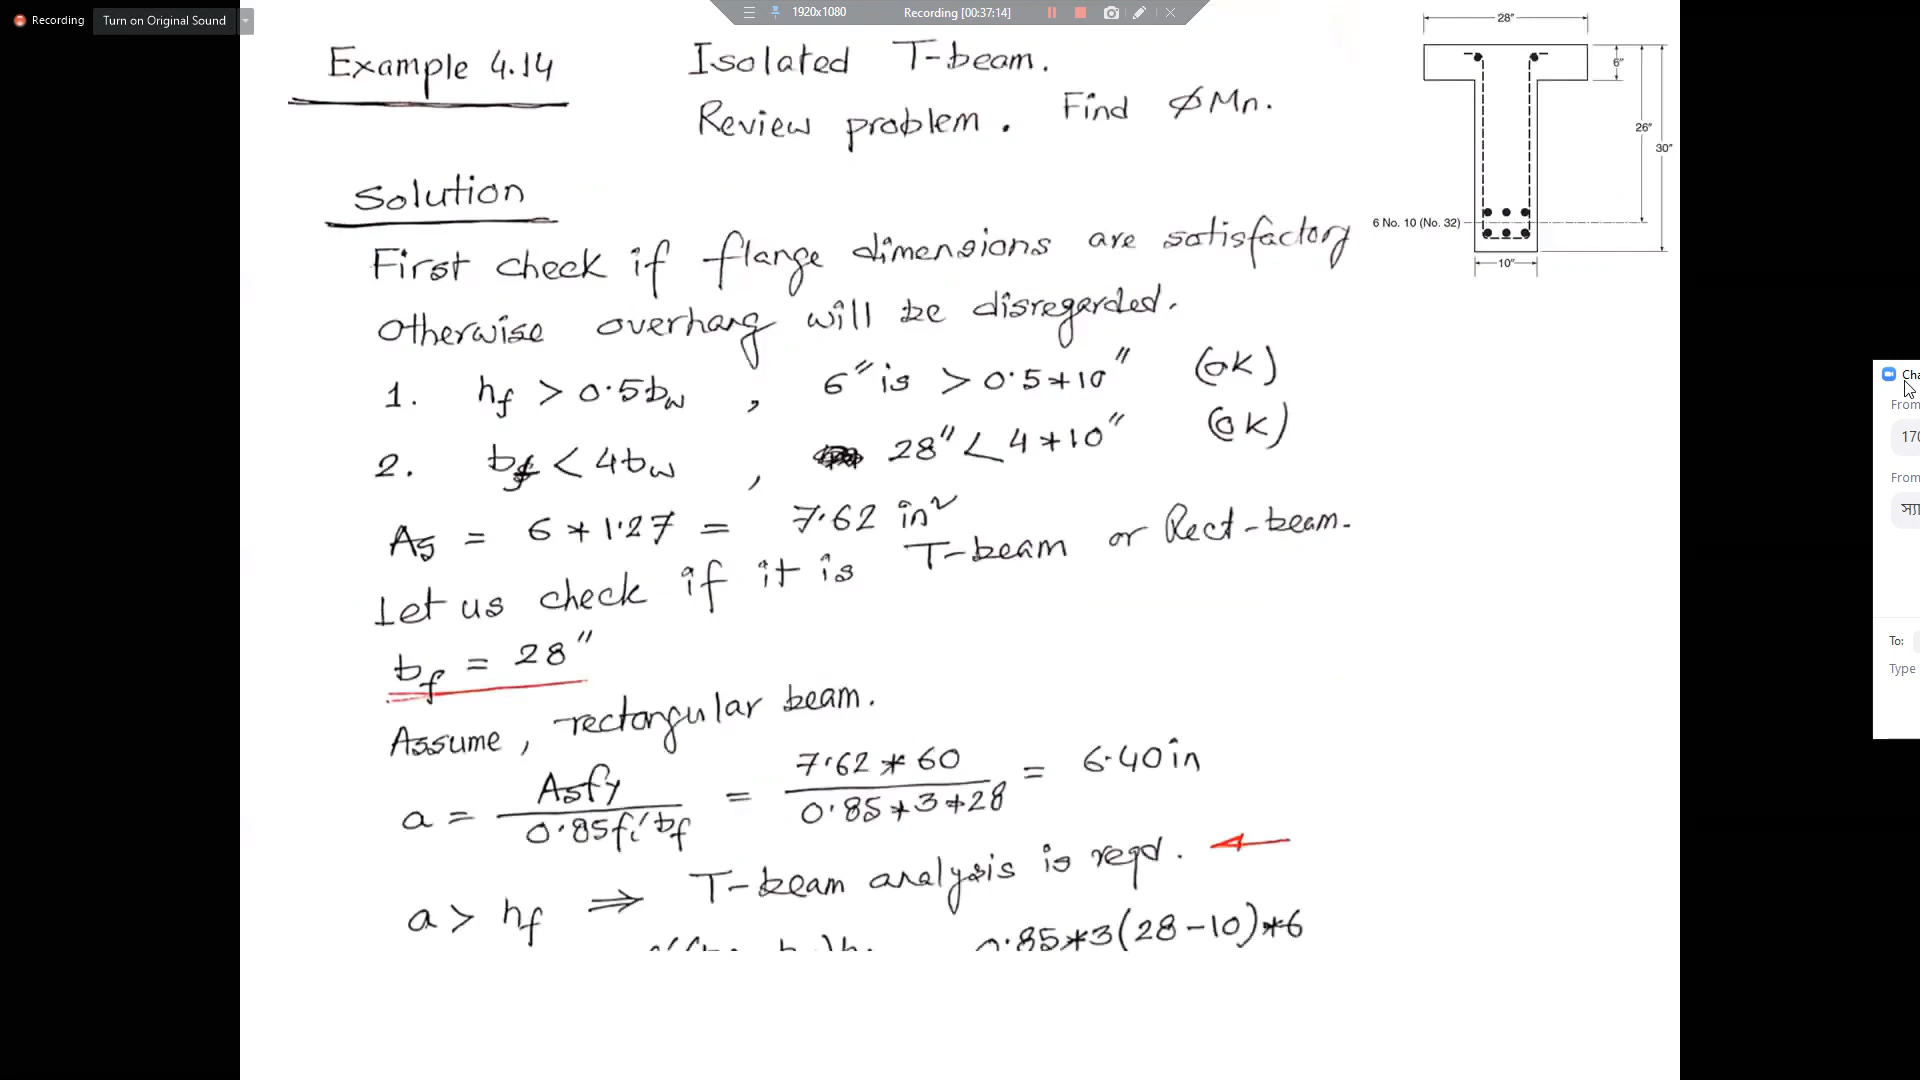 Recording
Turn on Original Sound
1920x1080
Recording [00:37:14]
Example 4.14
Isolated T-beam.
Review problem. Find ØMn.
28"
6"
26"
30"
6 No. 10 (No. 32)
10"
Solution
First check if flange dimensions are satisfactory
otherwise overhang will be disregarded.
1. hf > 0.5bw , 6" is > 0.5*10" (OK)
2. bf < 4bw , 28" < 4*10" (OK)
As = 6 * 1.27 = 7.62 in²
Let us check if it is T-beam or Rect-beam.
bf = 28"
Assume, rectangular beam.
a = Asfy / 0.85fc'bf = 7.62 * 60 / 0.85*3*28 = 6.40in
a > hf ⇒ T-beam analysis is reqd.
0.85*3(28-10)*6
Cha
From
170
From
স্যা
To:
Type